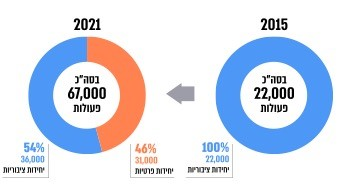 2015
בסה"כ
22,000
פעולות
100%
22,000
יחידות ציבוריות
2021
בסה"כ
67,000
פעולות
46%
31,000
יחידות פרטיות
54%
36,000
יחידות ציבוריות